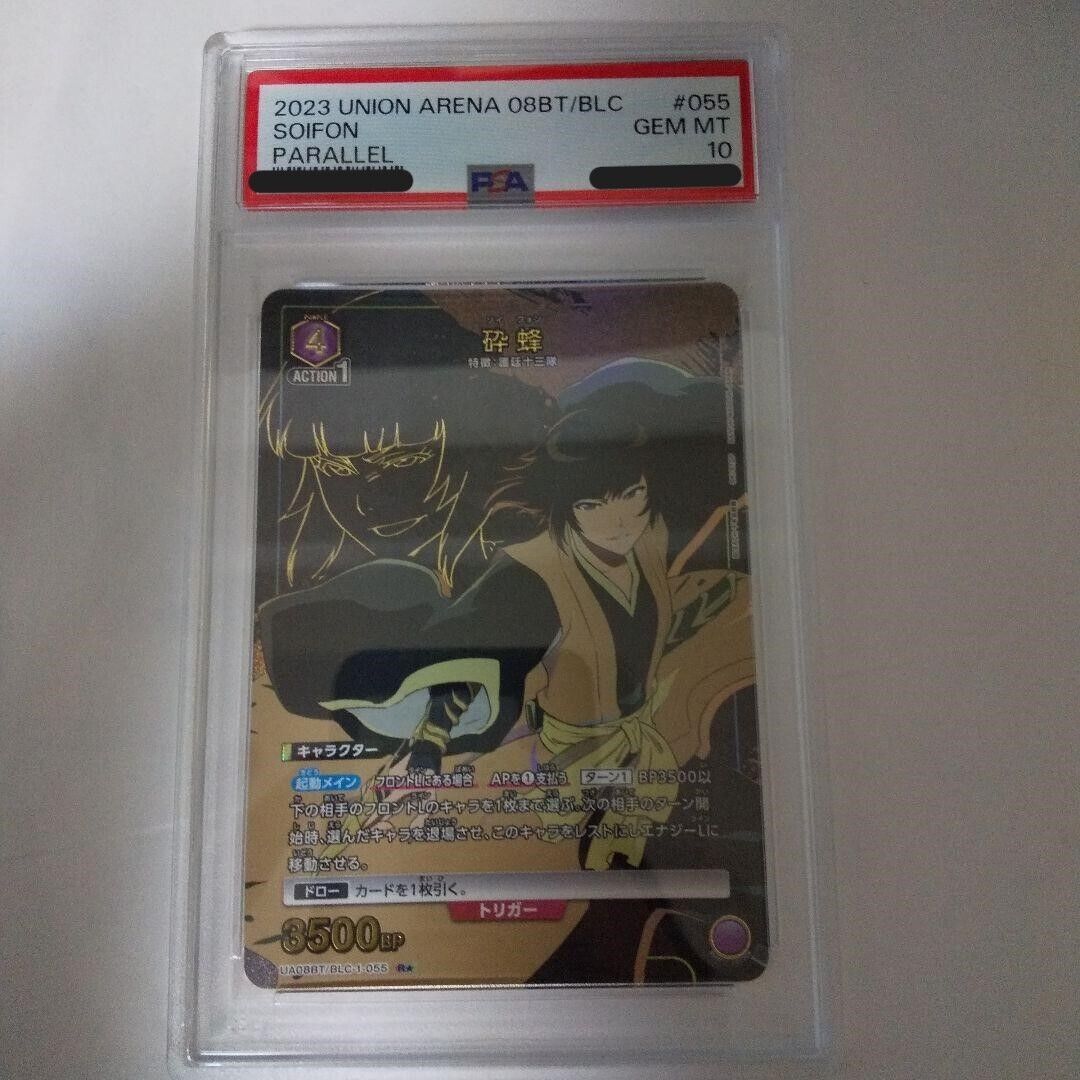 2023 UNION ARENA 08BT/BLC #055
SOIFON GEM MT
PARALLEL 10
PSA
4
ACTION 1
ソイ フォン
砕蜂
特徴:護廷十三隊
キャラクター
起動メイン フロントLにある場合 APを❶支払う ターン1 BP3500以
下の相手のフロントLのキャラを1枚まで選ぶ。次の相手のターン開
始時、選んだキャラを退場させ、このキャラをレストにしエナジーLに
移動させる。
ドロー カードを1枚引く。
トリガー
3500BP
UA08BT/BLC-1-055 R★